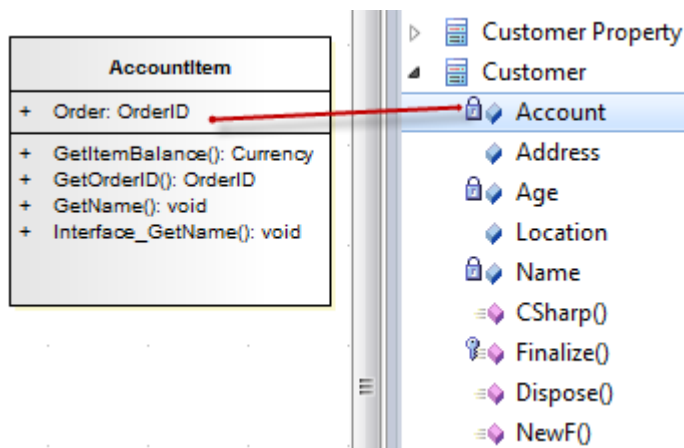 AccountItem
+ Order: OrderID
+ GetItemBalance(): Currency
+ GetOrderID(): OrderID
+ GetName(): void
+ Interface_GetName(): void
Customer Property
Customer
Account
Address
Age
Location
Name
CSharp()
Finalize()
Dispose()
NewF()